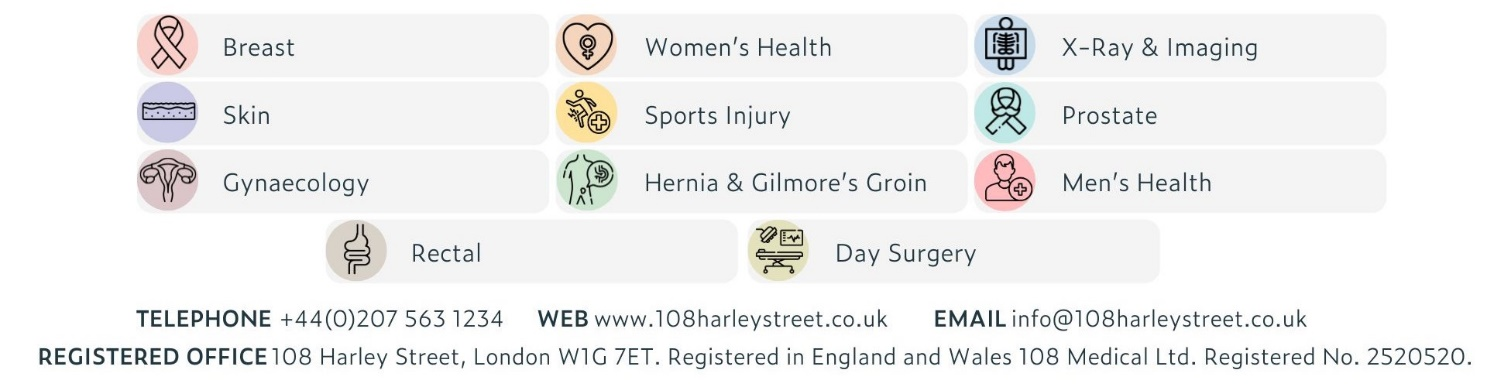 Breast
Women's Health
X-Ray & Imaging
Skin
Sports Injury
Prostate
Gynaecology
Hernia & Gilmore's Groin
Men's Health
Rectal
Day Surgery
TELEPHONE +44(0)207 563 1234 WEB www.108harleystreet.co.uk EMAIL info@108harleystreet.co.uk
REGISTERED OFFICE 108 Harley Street, London W1G 7ET. Registered in England and Wales 108 Medical Ltd. Registered No. 2520520.